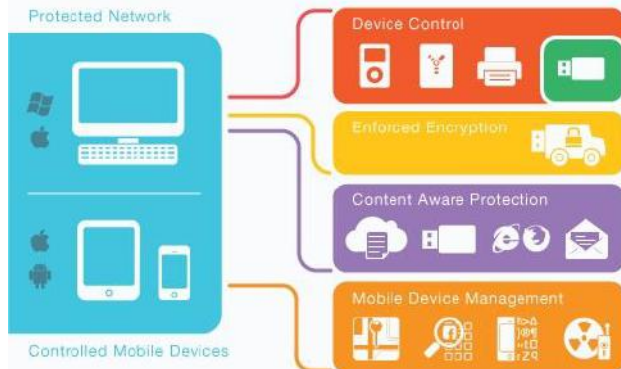 Protected Network
Device Control
Enforced Encryption
Content Aware Protection
Mobile Device Management
Controlled Mobile Devices